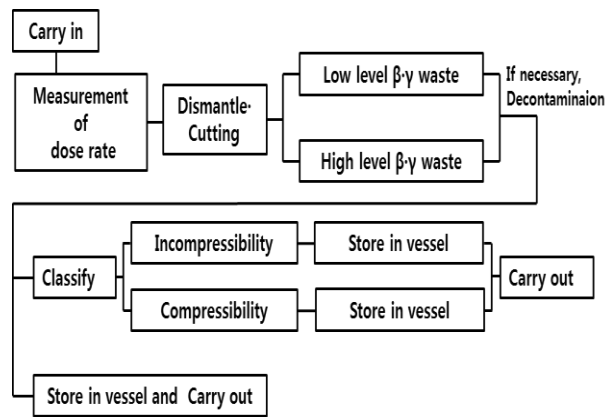 Carry in
Measurement
of
dose rate
Dismantle·
Cutting
Low level β·γ waste
High level β·γ waste
If necessary,
Decontaminaion
Classify
Incompressibility
Store in vessel
Compressibility
Store in vessel
Carry out
Store in vessel and Carry out